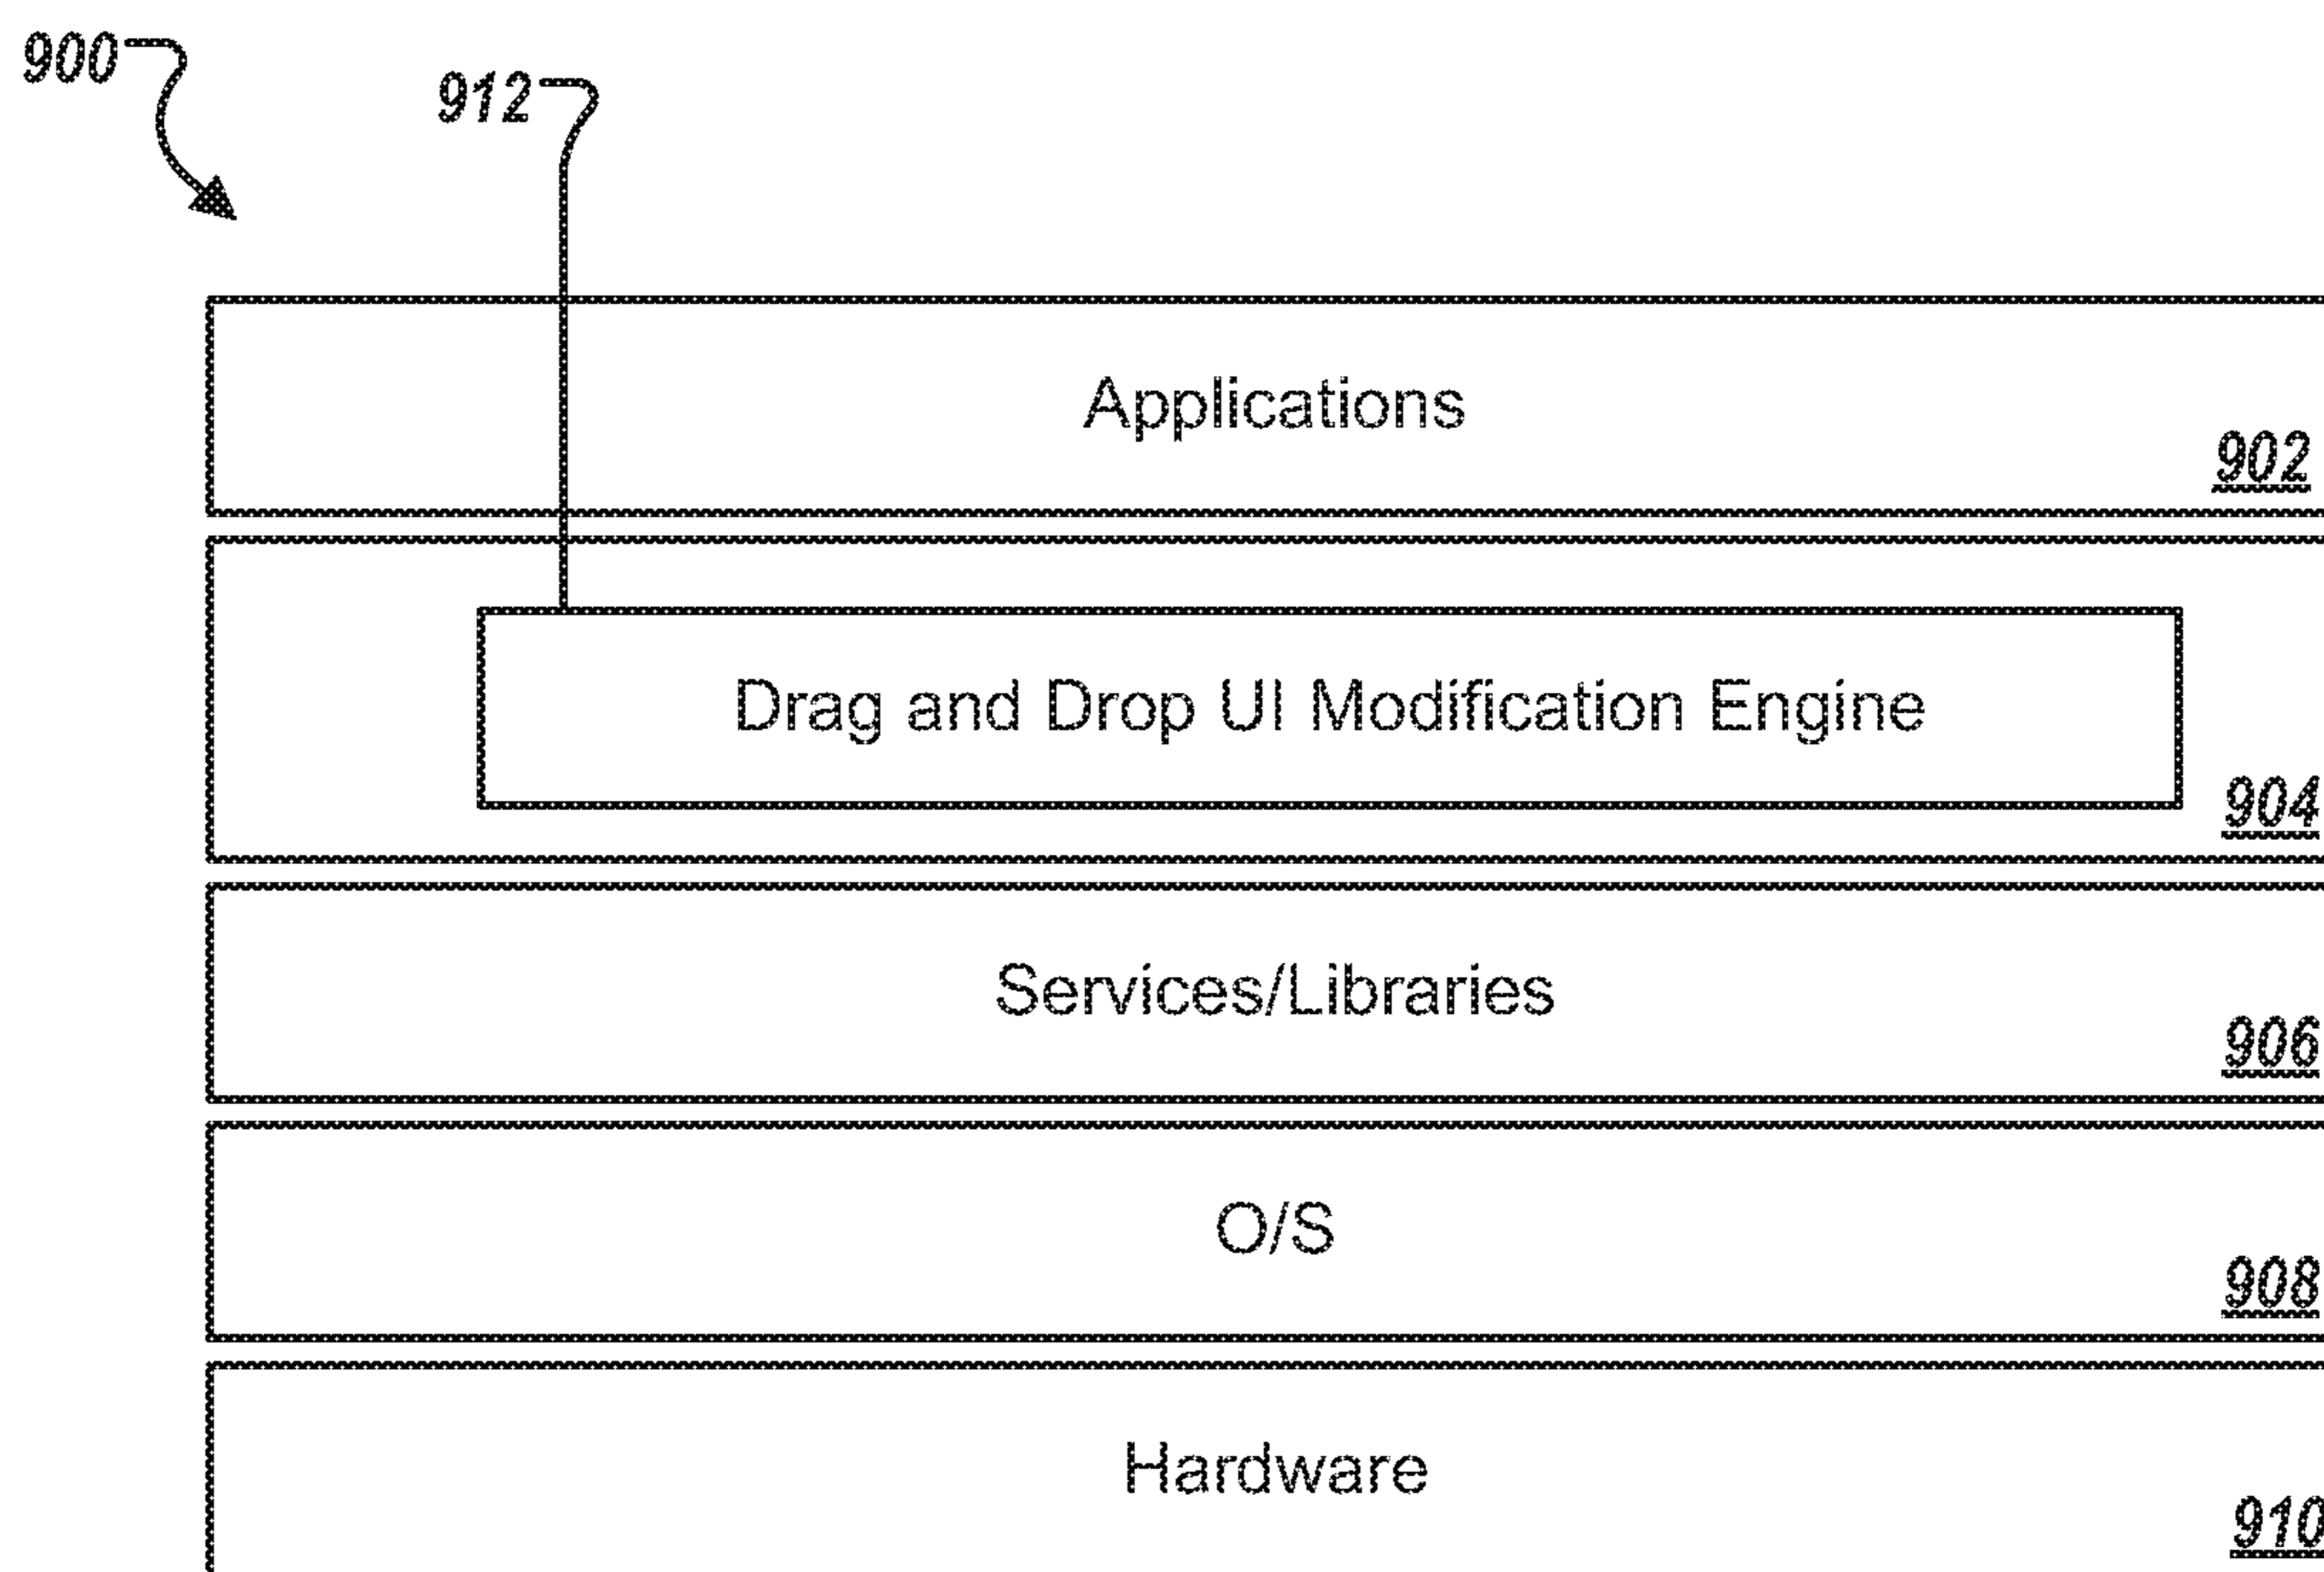 900
912
Applications
902
Drag and Drop UI Modification Engine
904
Services/Libraries
906
O/S
908
Hardware
910